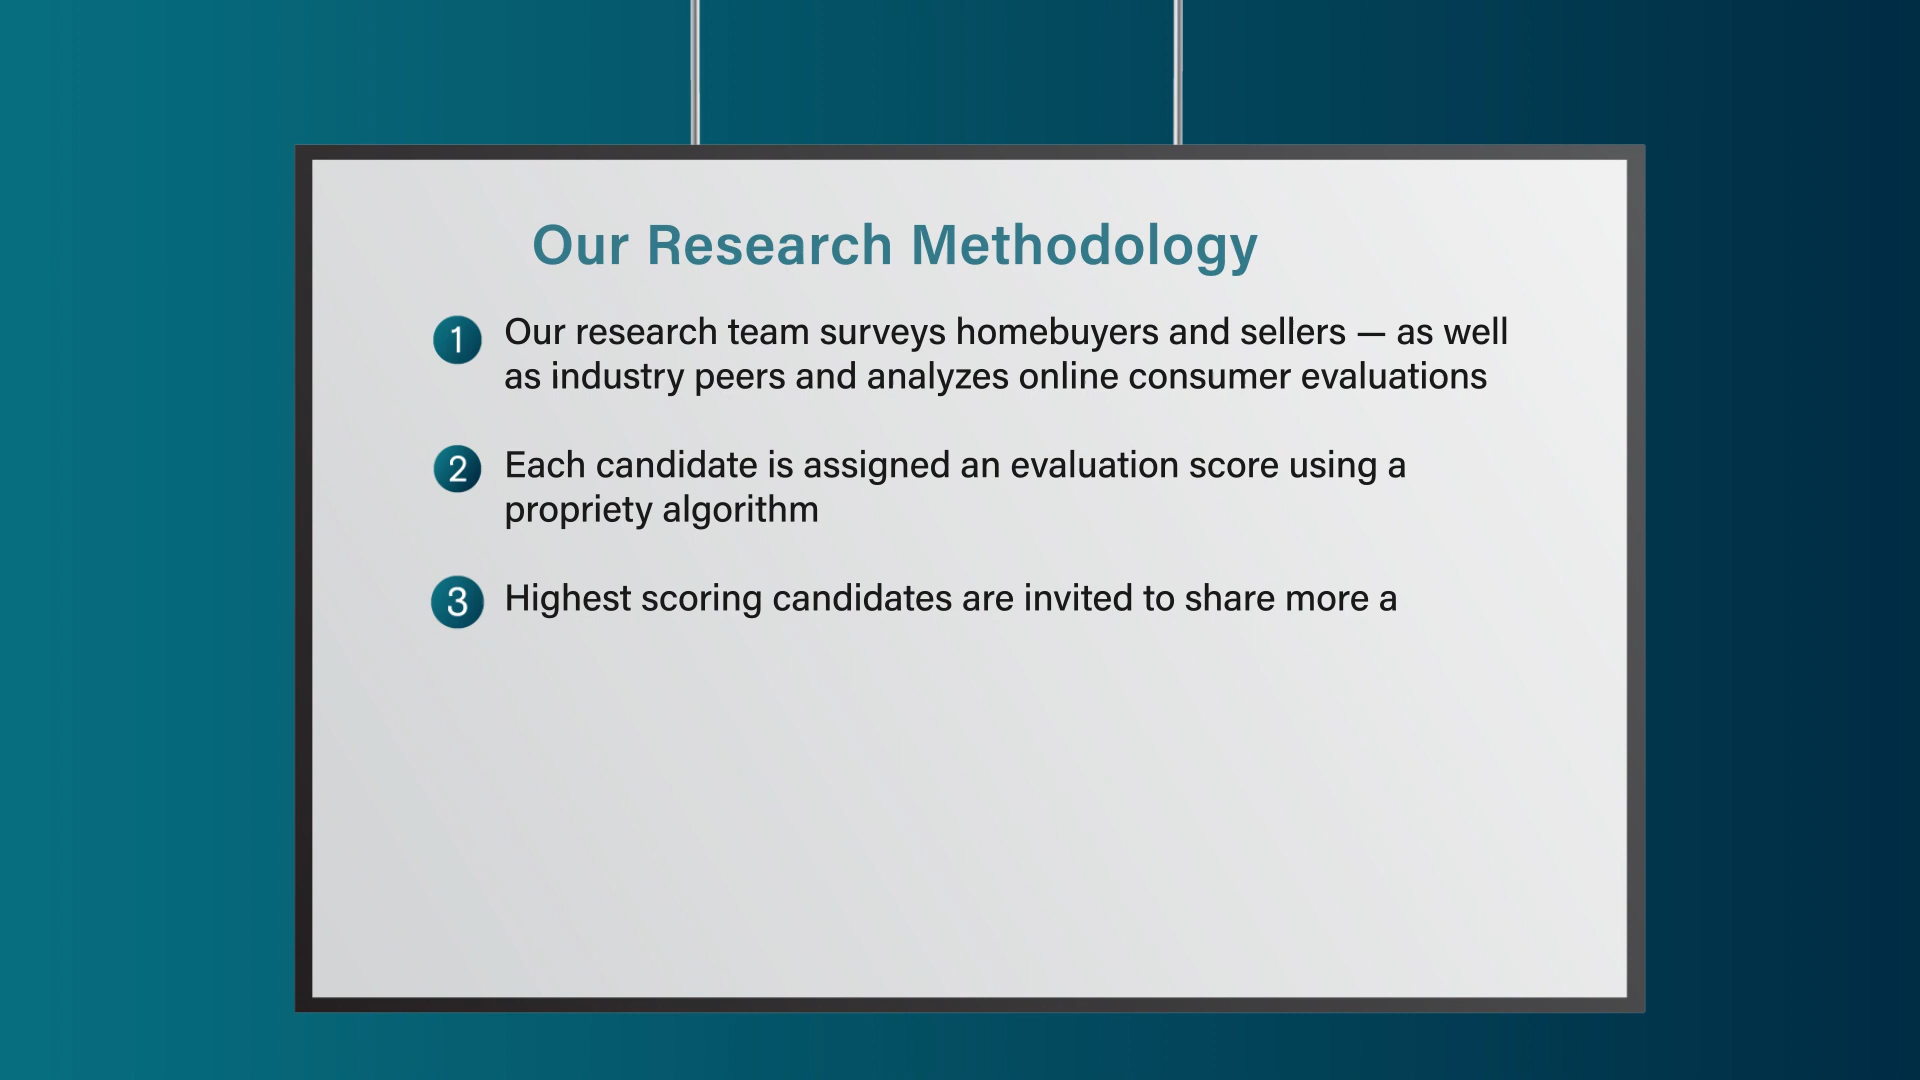 Our Research Methodology
1 Our research team surveys homebuyers and sellers — as well
as industry peers and analyzes online consumer evaluations
2 Each candidate is assigned an evaluation score using a
propriety algorithm
3 Highest scoring candidates are invited to share more a